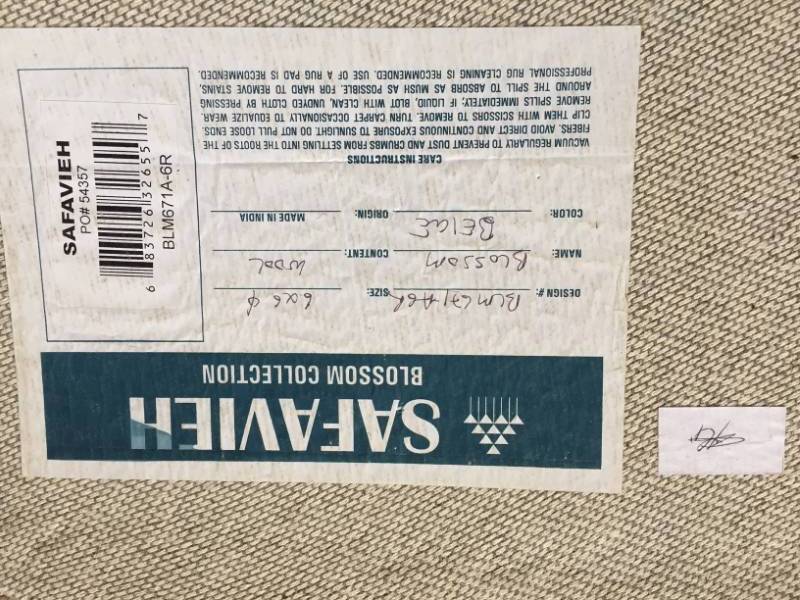 SAFAVIEH
BLOSSOM COLLECTION
DESIGN #: BLM671A-6R SIZE: 6x6 φ
NAME: BLOSSOM CONTENT: WOOL
COLOR: BEIGE ORIGIN: MADE IN INDIA
CARE INSTRUCTIONS
VACUUM REGULARLY TO PREVENT DUST AND CRUMBS FROM SETTLING INTO THE ROOTS OF THE
FIBERS. AVOID DIRECT AND CONTINUOUS EXPOSURE TO SUNLIGHT. DO NOT PULL LOOSE ENDS.
CLIP THEM WITH SCISSORS TO REMOVE. TURN CARPET OCCASIONALLY TO EQUALIZE WEAR.
REMOVE SPILLS IMMEDIATELY. IF LIQUID, BLOT WITH CLEAN, UNDYED CLOTH BY PRESSING
AROUND THE SPILL TO ABSORB AS MUCH AS POSSIBLE. FOR HARD TO REMOVE STAINS,
PROFESSIONAL RUG CLEANING IS RECOMMENDED. USE OF A RUG PAD IS RECOMMENDED.
SAFAVIEH
PO# 54357
6 83726 32655 7
BLM671A-6R